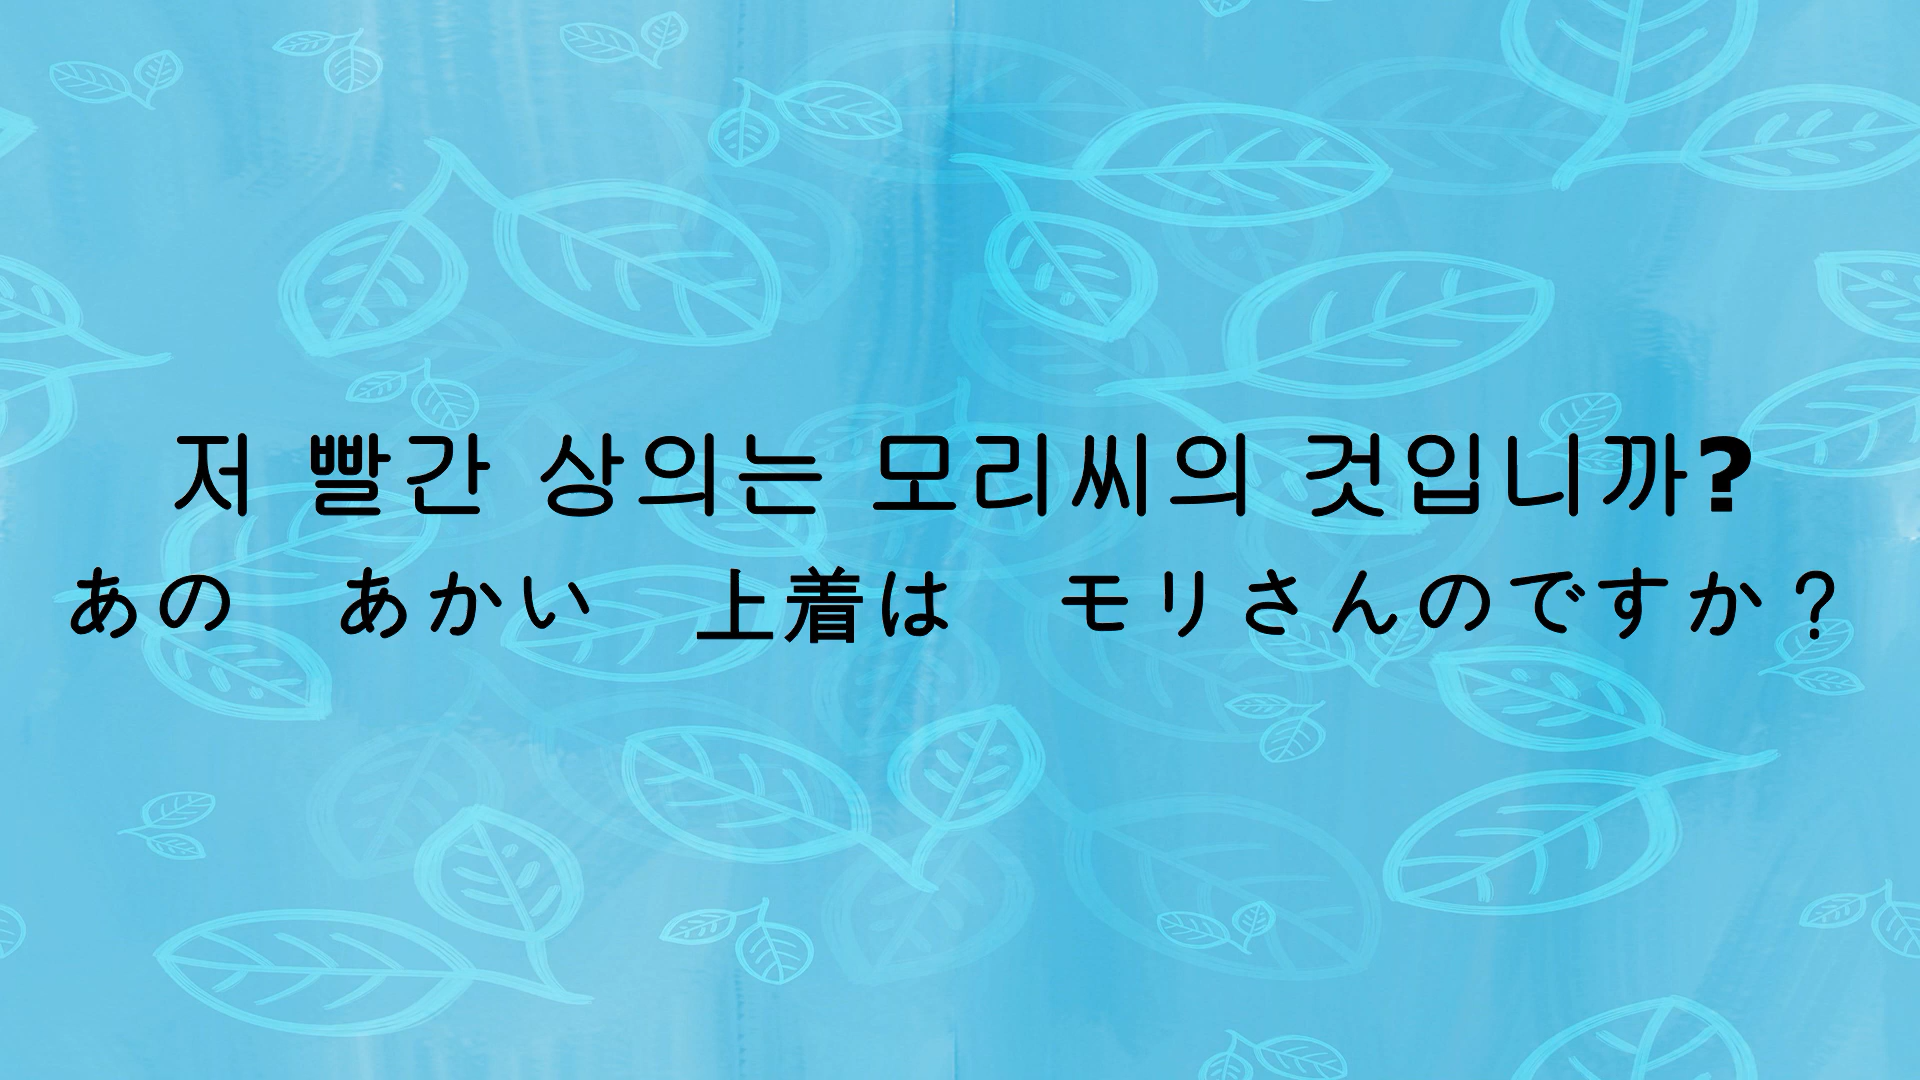 저 빨간 상의는 모리씨의 것입니까?
あの　あかい　上着は　モリさんのですか？